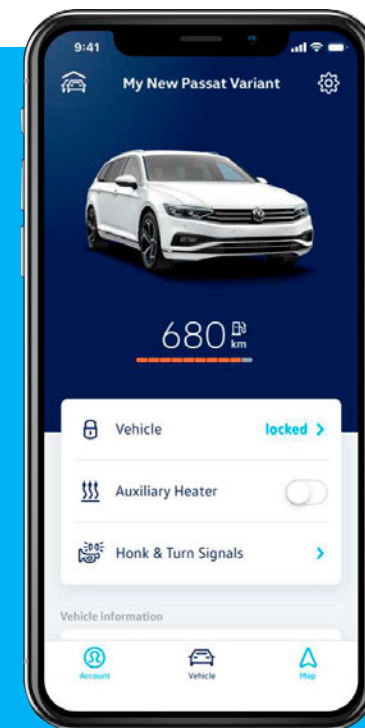 9:41
My New Passat Variant
680 km
Vehicle locked
Auxiliary Heater
Honk & Turn Signals
Vehicle information
Account Vehicle Map